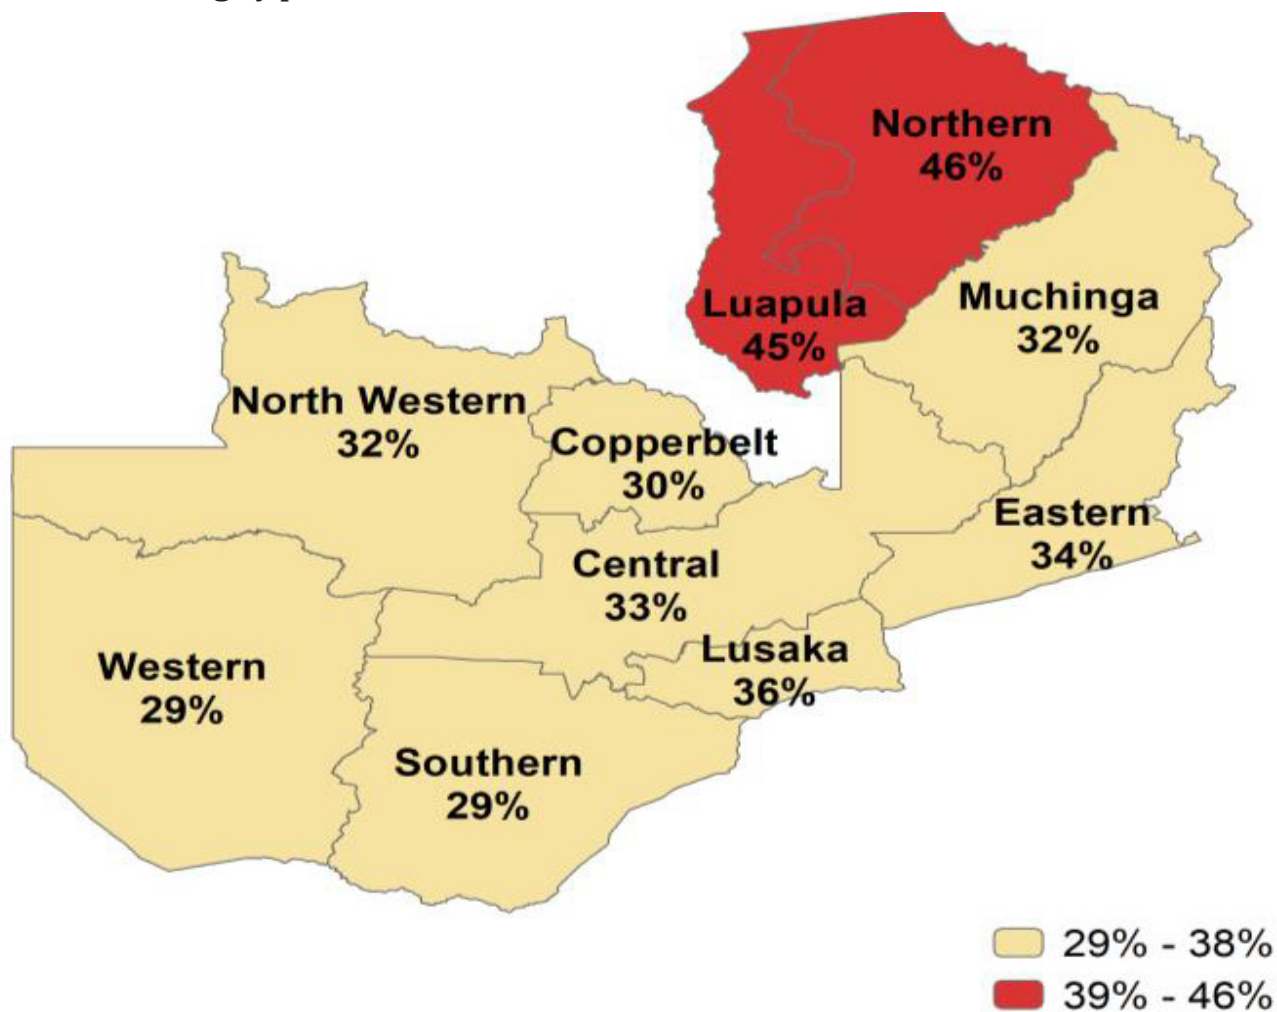 Northern
46%
Luapula
45%
Muchinga
32%
North Western
32%
Copperbelt
30%
Eastern
34%
Central
33%
Lusaka
36%
Western
29%
Southern
29%
29% - 38%
39% - 46%